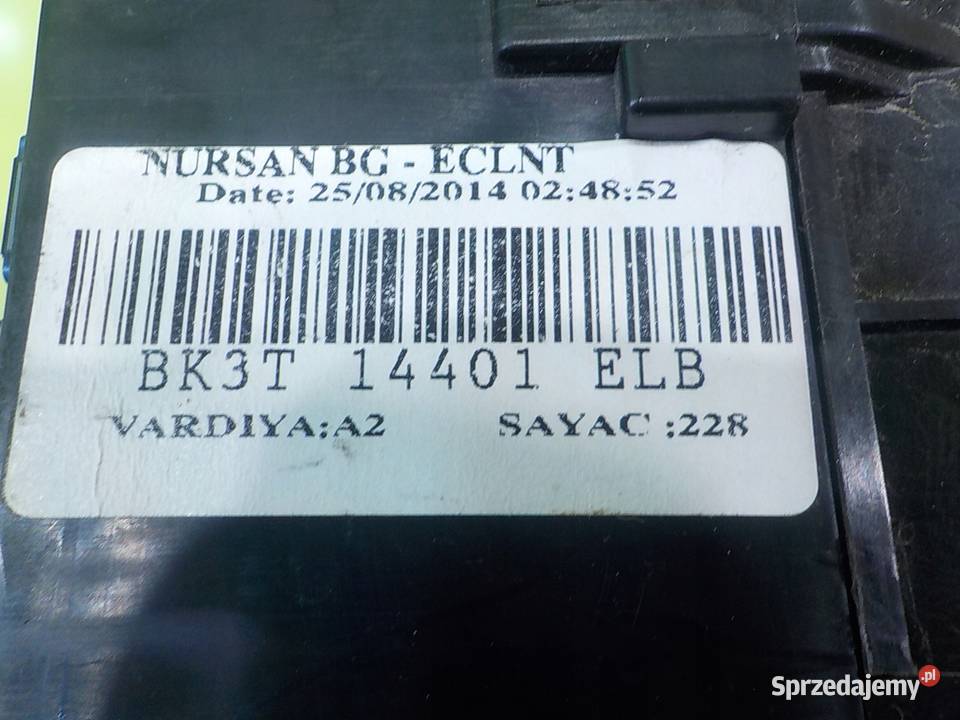 NURSAN BG - ECLNT
Date: 25/08/2014 02:48:52
BK3T 14401 ELB
VARDIYA:A2 SAYAC :228
Sprzedajemy.pl